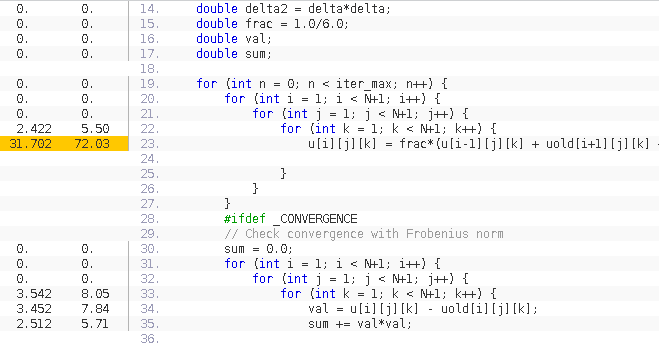 0. 0. 14. double delta2 = delta*delta;
0. 0. 15. double frac = 1.0/6.0;
0. 0. 16. double val;
0. 0. 17. double sum;
18.
0. 0. 19. for (int n = 0; n < iter_max; n++) {
0. 0. 20. for (int i = 1; i < N+1; i++) {
0. 0. 21. for (int j = 1; j < N+1; j++) {
2.422 5.50 22. for (int k = 1; k < N+1; k++) {
31.702 72.03 23. u[i][j][k] = frac*(u[i-1][j][k] + uold[i+1][j][k] +
24.
25. }
26. }
27. }
28. #ifdef _CONVERGENCE
29. // Check convergence with Frobenius norm
0. 0. 30. sum = 0.0;
0. 0. 31. for (int i = 1; i < N+1; i++) {
0. 0. 32. for (int j = 1; j < N+1; j++) {
3.542 8.05 33. for (int k = 1; k < N+1; k++) {
3.452 7.84 34. val = u[i][j][k] - uold[i][j][k];
2.512 5.71 35. sum += val*val;
36.